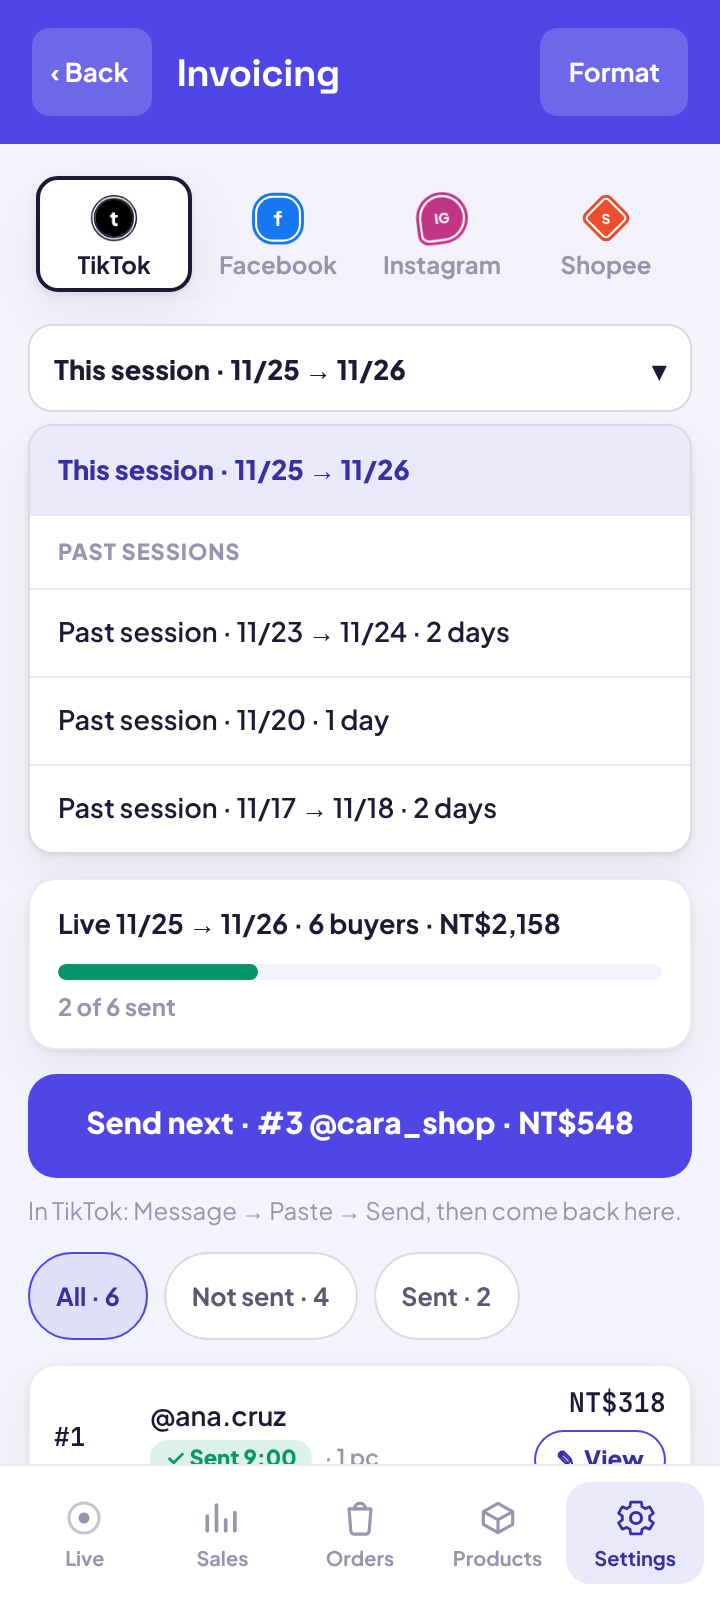 ‹ Back
Invoicing
Format
t
f
IG
S
TikTok
Facebook
Instagram
Shopee
This session · 11/25 → 11/26 ▼
This session · 11/25 → 11/26
PAST SESSIONS
Past session · 11/23 → 11/24 · 2 days
Past session · 11/20 · 1 day
Past session · 11/17 → 11/18 · 2 days
Live 11/25 → 11/26 · 6 buyers · NT$2,158
2 of 6 sent
Send next · #3 @cara_shop · NT$548
In TikTok: Message → Paste → Send, then come back here.
All · 6
Not sent · 4
Sent · 2
#1
@ana.cruz
NT$318
✓ Sent 9:00 · 1 pc
✎ View
Live
Sales
Orders
Products
Settings